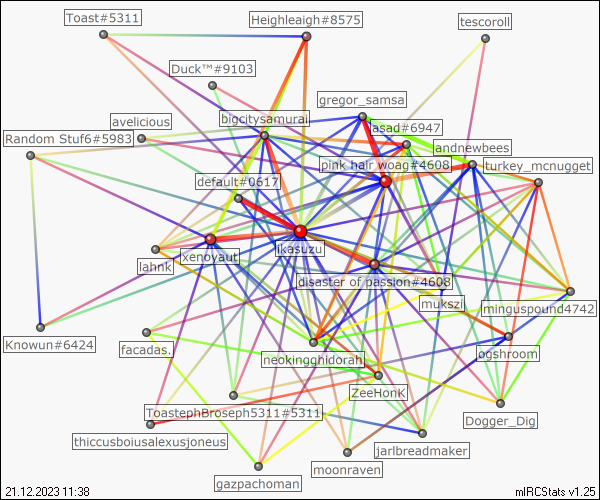 Toast#5311
Heighleaigh#8575
tescoroll
Duck™#9103
gregor_samsa
avelicious
bigcitysamurai
jasad#6947
Random Stuf6#5983
landnewbees
pink hair woag#4608
turkey_mcnugget
default#0617
lahnk
xenoyaut
ikasuzu
disaster of passion#4608
mukszi
minguspound4742
Knowun#6424
facadas.
neokingghidorah
ogshroom
ZeeHonK
ToastephBroseph5311#5311
Dogger_Dig
thiccusboiusalexusjoneus
jarlbreadmaker
moonraven
gazpachoman
21.12.2023 11:38
mIRCStats v1.25